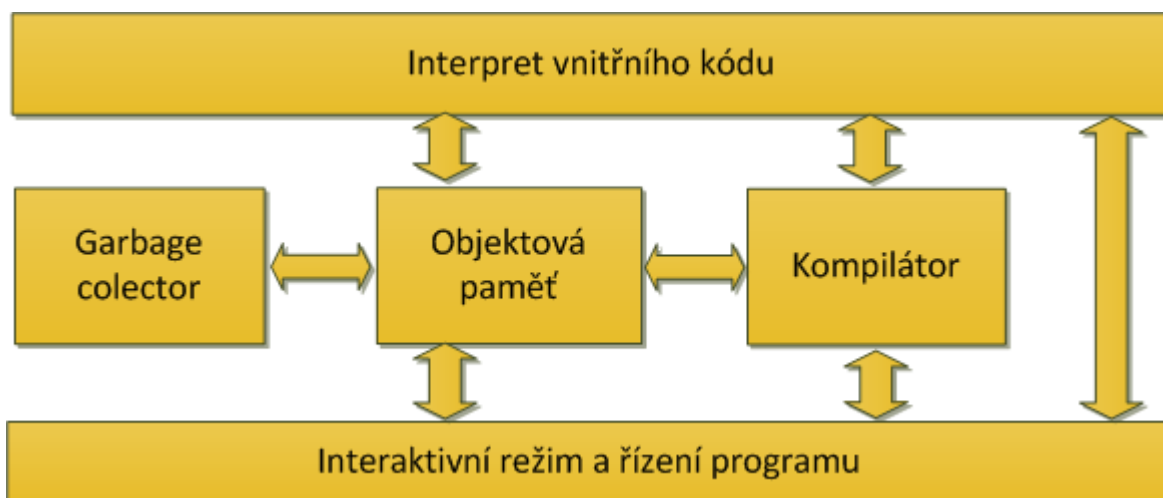 Interpret vnitřního kódu
Garbage
colector
Objektová
paměť
Kompilátor
Interaktivní režim a řízení programu